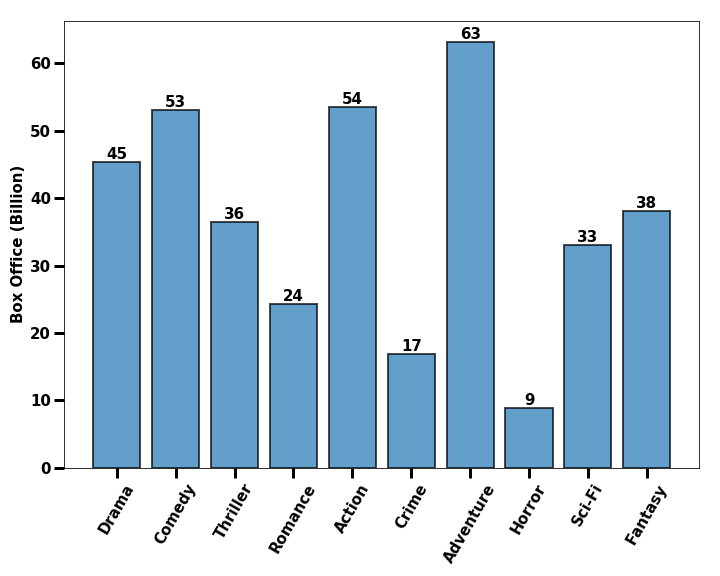 Box Office (Billion)
60
50
40
30
20
10
0
45
53
36
24
54
17
63
9
33
38
Drama
Comedy
Thriller
Romance
Action
Crime
Adventure
Horror
Sci-Fi
Fantasy